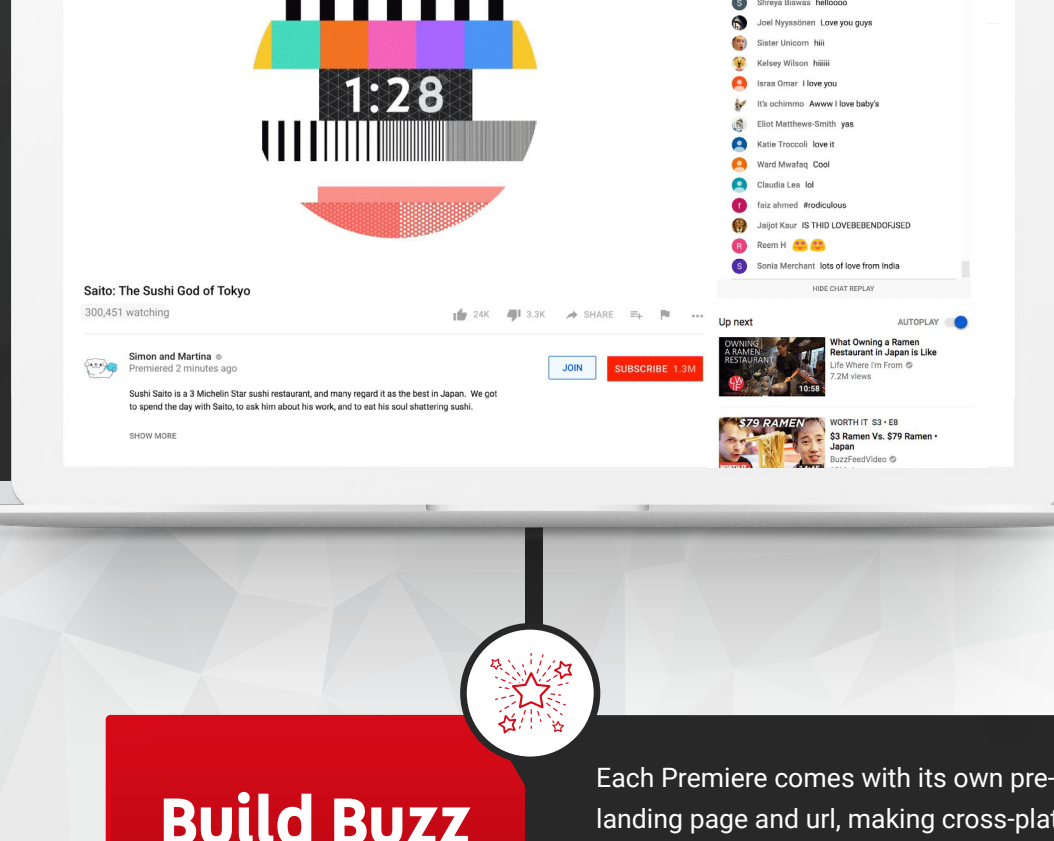 1:28
Shreya Biswas helloooo
Joel Nyyssönen Love you guys
Sister Unicorn hiii
Kelsey Wilson hiiiiii
Israa Omar I love you
It's ochimmo Awww I love baby's
Eliot Matthews-Smith yas
Katie Troccoli love it
Ward Mwafaq Cool
Claudia Lea lol
f faiz ahmed #rodiculous
Jaijot Kaur IS THID LOVEBEBENDOFJSED
R Reem H 😍😍
S Sonia Merchant lots of love from India
HIDE CHAT REPLAY
Saito: The Sushi God of Tokyo
300,451 watching
24K 3.3K SHARE
Simon and Martina
Premiered 2 minutes ago
JOIN SUBSCRIBE 1.3M
Sushi Saito is a 3 Michelin Star sushi restaurant, and many regard it as the best in Japan. We got
to spend the day with Saito, to ask him about his work, and to eat his soul shattering sushi.
SHOW MORE
Up next AUTOPLAY
OWNING
A RAMEN
RESTAURANT
10:58
What Owning a Ramen
Restaurant in Japan is Like
Life Where I'm From
7.2M views
$79 RAMEN
WORTH IT S3 • E8
$3 Ramen Vs. $79 Ramen •
Japan
BuzzFeedVideo
Build Buzz
Each Premiere comes with its own pre-
landing page and url, making cross-plat